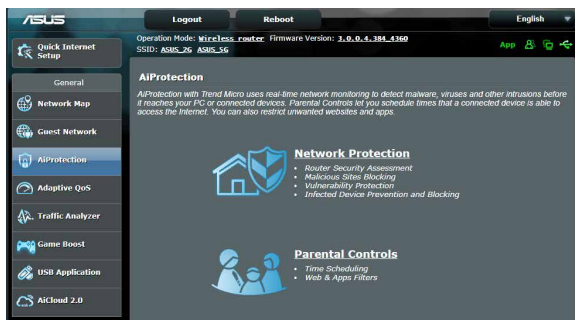 ASUS
Logout
Reboot
English
Quick Internet
Setup
Operation Mode: Wireless router Firmware Version: 3.0.0.4.384_4360
SSID: ASUS_2G ASUS_5G
App
General
Network Map
Guest Network
AiProtection
Adaptive QoS
Traffic Analyzer
Game Boost
USB Application
AiCloud 2.0
AiProtection
AiProtection with Trend Micro uses real-time network monitoring to detect malware, viruses and other intrusions before
it reaches your PC or connected devices. Parental Controls let you schedule times that a connected device is able to
access the Internet. You can also restrict unwanted websites and apps.
Network Protection
• Router Security Assessment
• Malicious Sites Blocking
• Vulnerability Protection
• Infected Device Prevention and Blocking
Parental Controls
• Time Scheduling
• Web & Apps Filters